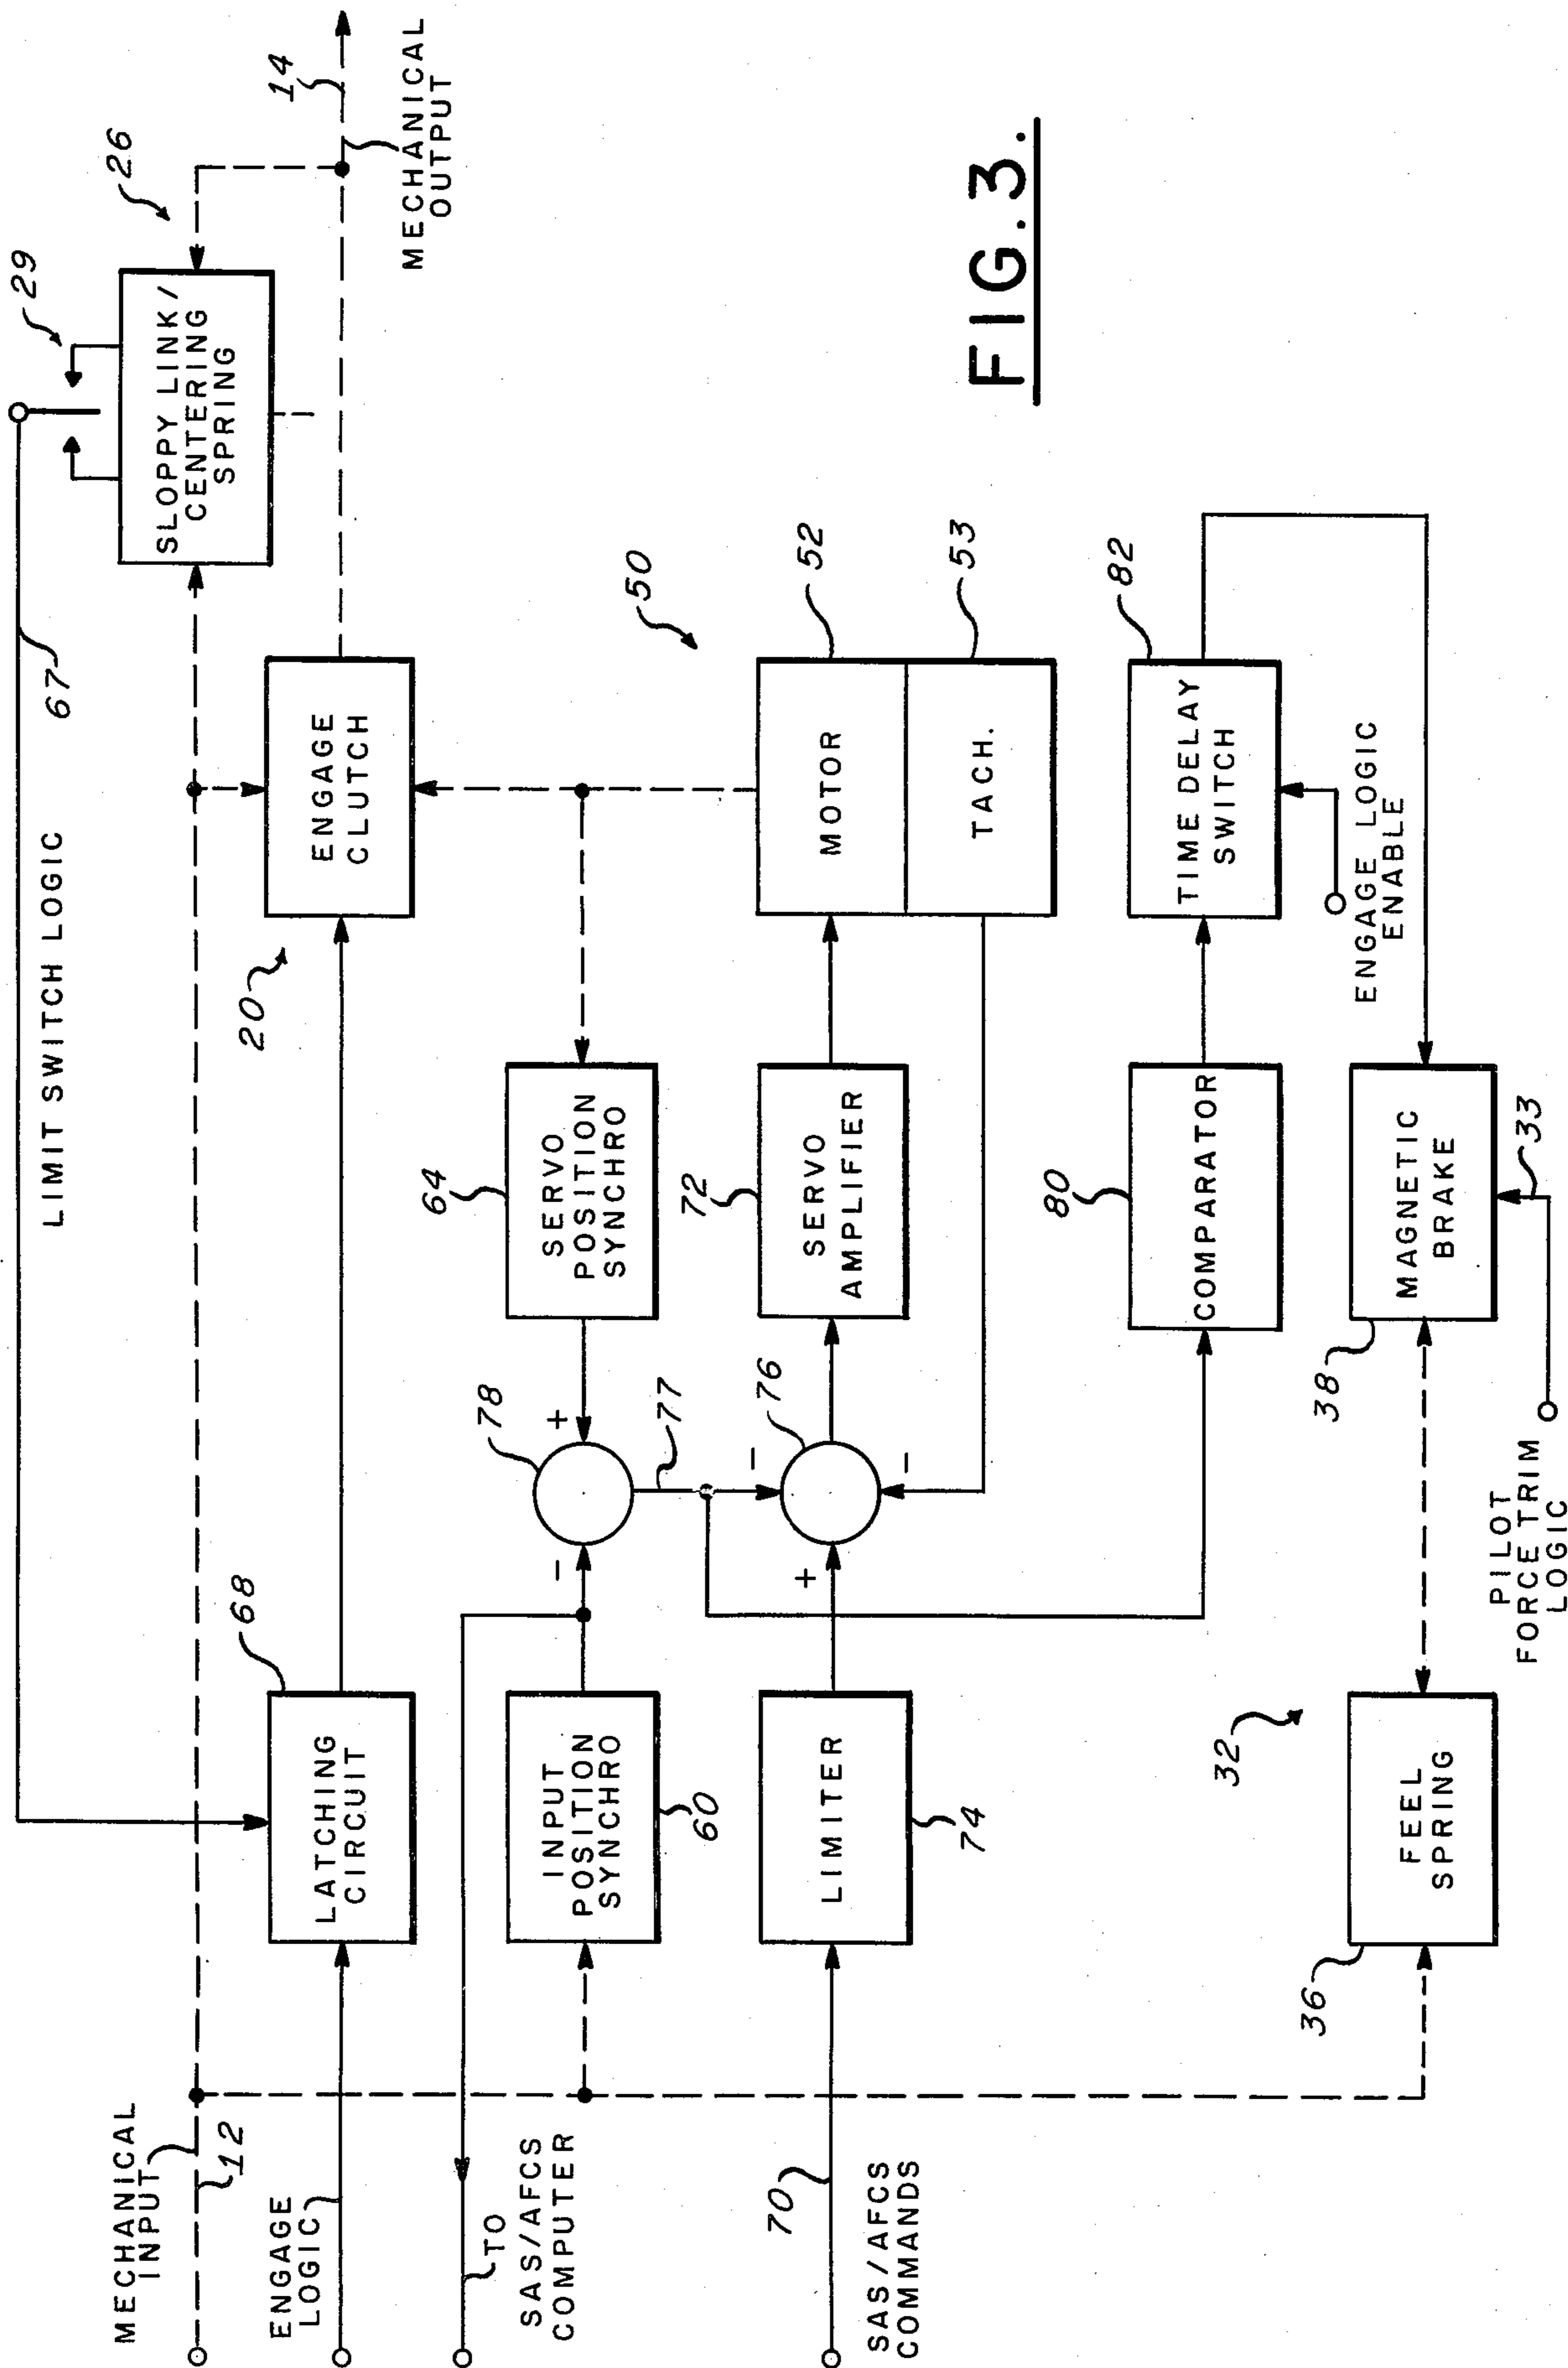 MECHANICAL
INPUT
12
ENGAGE
LOGIC
TO
SAS/AFCS
COMPUTER
70
SAS/AFCS
COMMANDS
LIMIT SWITCH LOGIC
67
29
26
SLOPPY LINK/
CENTERING
SPRING
14
MECHANICAL
OUTPUT
68
LATCHING
CIRCUIT
20
ENGAGE
CLUTCH
INPUT
POSITION
SYNCHRO
60
-
78
+
64
SERVO
POSITION
SYNCHRO
77
50
LIMITER
74
+
-
76
-
72
SERVO
AMPLIFIER
MOTOR
52
TACH.
53
80
COMPARATOR
TIME DELAY
SWITCH
82
ENGAGE LOGIC
ENABLE
32
36
FEEL
SPRING
38
MAGNETIC
BRAKE
33
PILOT
FORCE TRIM
LOGIC
FIG.3.